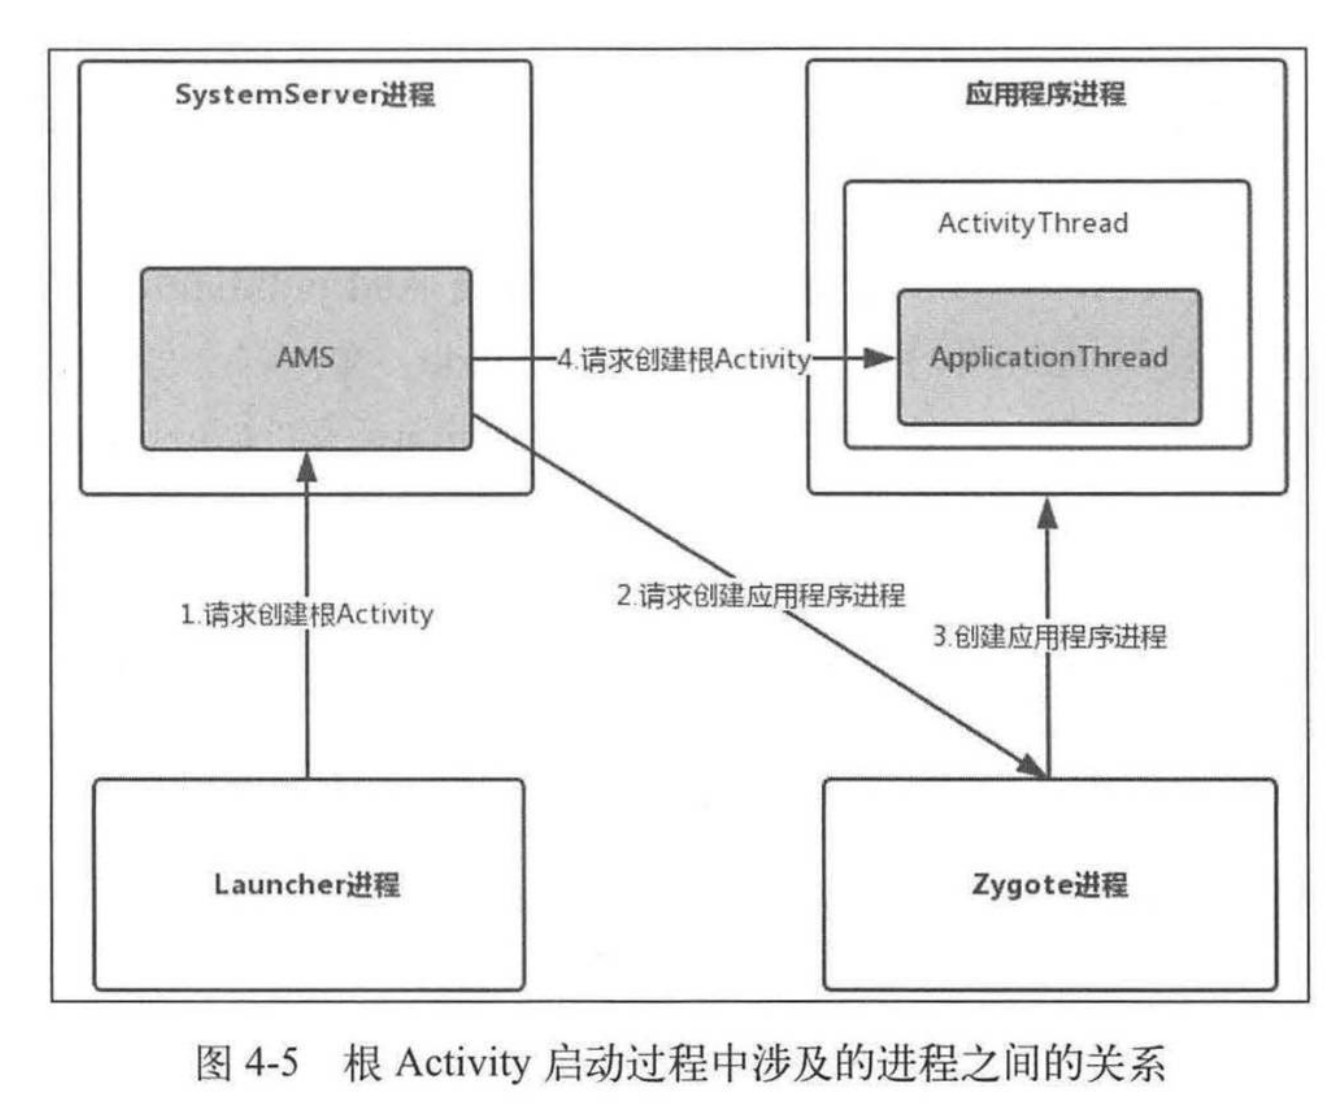 SystemServer进程
应用程序进程
ActivityThread
AMS
4.请求创建根Activity
ApplicationThread
1.请求创建根Activity
2.请求创建应用程序进程
3.创建应用程序进程
Launcher进程
Zygote进程
图 4-5 根 Activity 启动过程中涉及的进程之间的关系